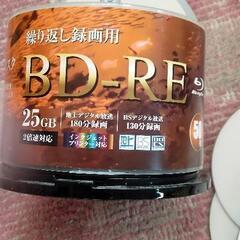 繰り返し録画用
BD-RE
25GB
2倍速対応
地上デジタル放送
180分録画
BSデジタル放送
130分録画
インクジェット
プリンター対応
50